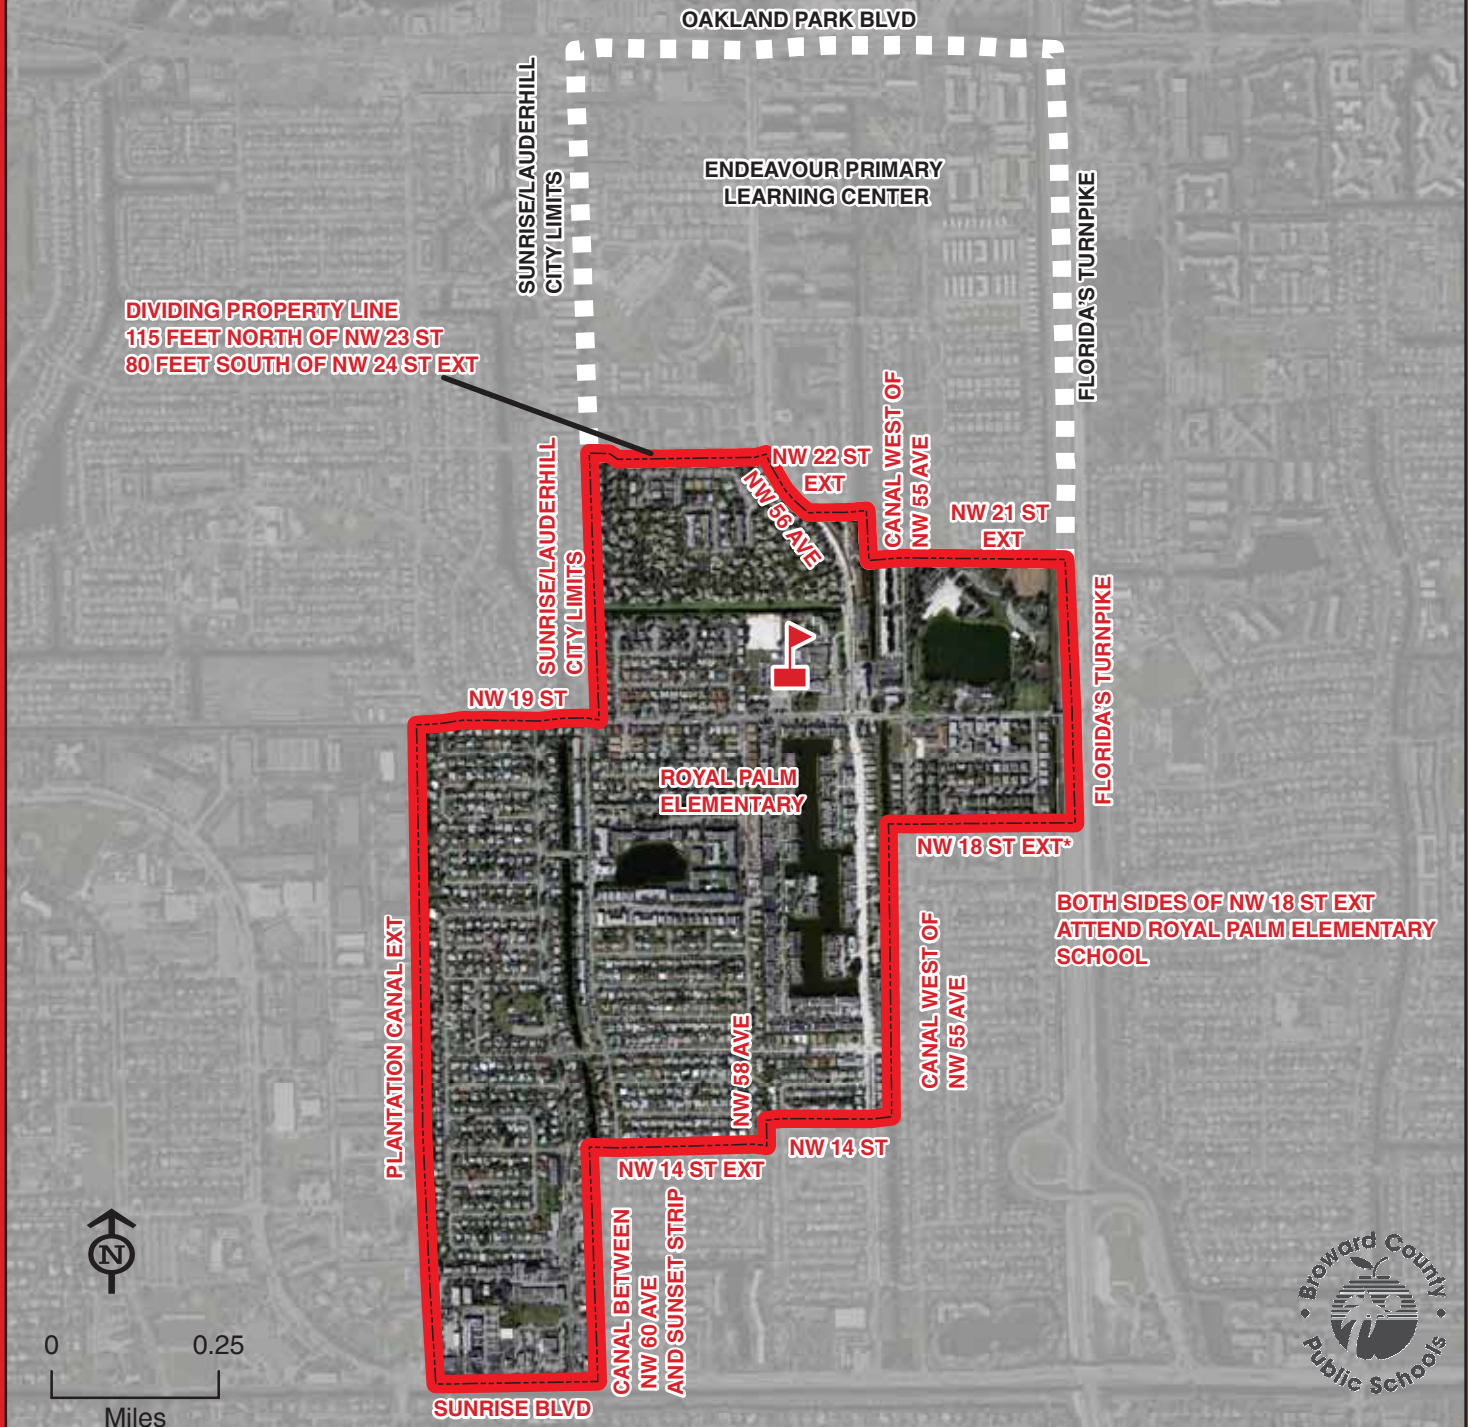 OAKLAND PARK BLVD
SUNRISE/LAUDERHILL
CITY LIMITS
ENDEAVOUR PRIMARY
LEARNING CENTER
FLORIDA'S TURNPIKE
DIVIDING PROPERTY LINE
115 FEET NORTH OF NW 23 ST
80 FEET SOUTH OF NW 24 ST EXT
NW 22 ST
EXT
NW 56 AVE
CANAL WEST OF
NW 55 AVE
NW 21 ST
EXT
SUNRISE/LAUDERHILL
CITY LIMITS
FLORIDA'S TURNPIKE
NW 19 ST
ROYAL PALM
ELEMENTARY
NW 18 ST EXT*
BOTH SIDES OF NW 18 ST EXT
ATTEND ROYAL PALM ELEMENTARY
SCHOOL
PLANTATION CANAL EXT
CANAL WEST OF
NW 55 AVE
NW 58 AVE
NW 14 ST
NW 14 ST EXT
CANAL BETWEEN
NW 60 AVE
AND SUNSET STRIP
SUNRISE BLVD
N
0 0.25
Miles
Broward County
Public Schools